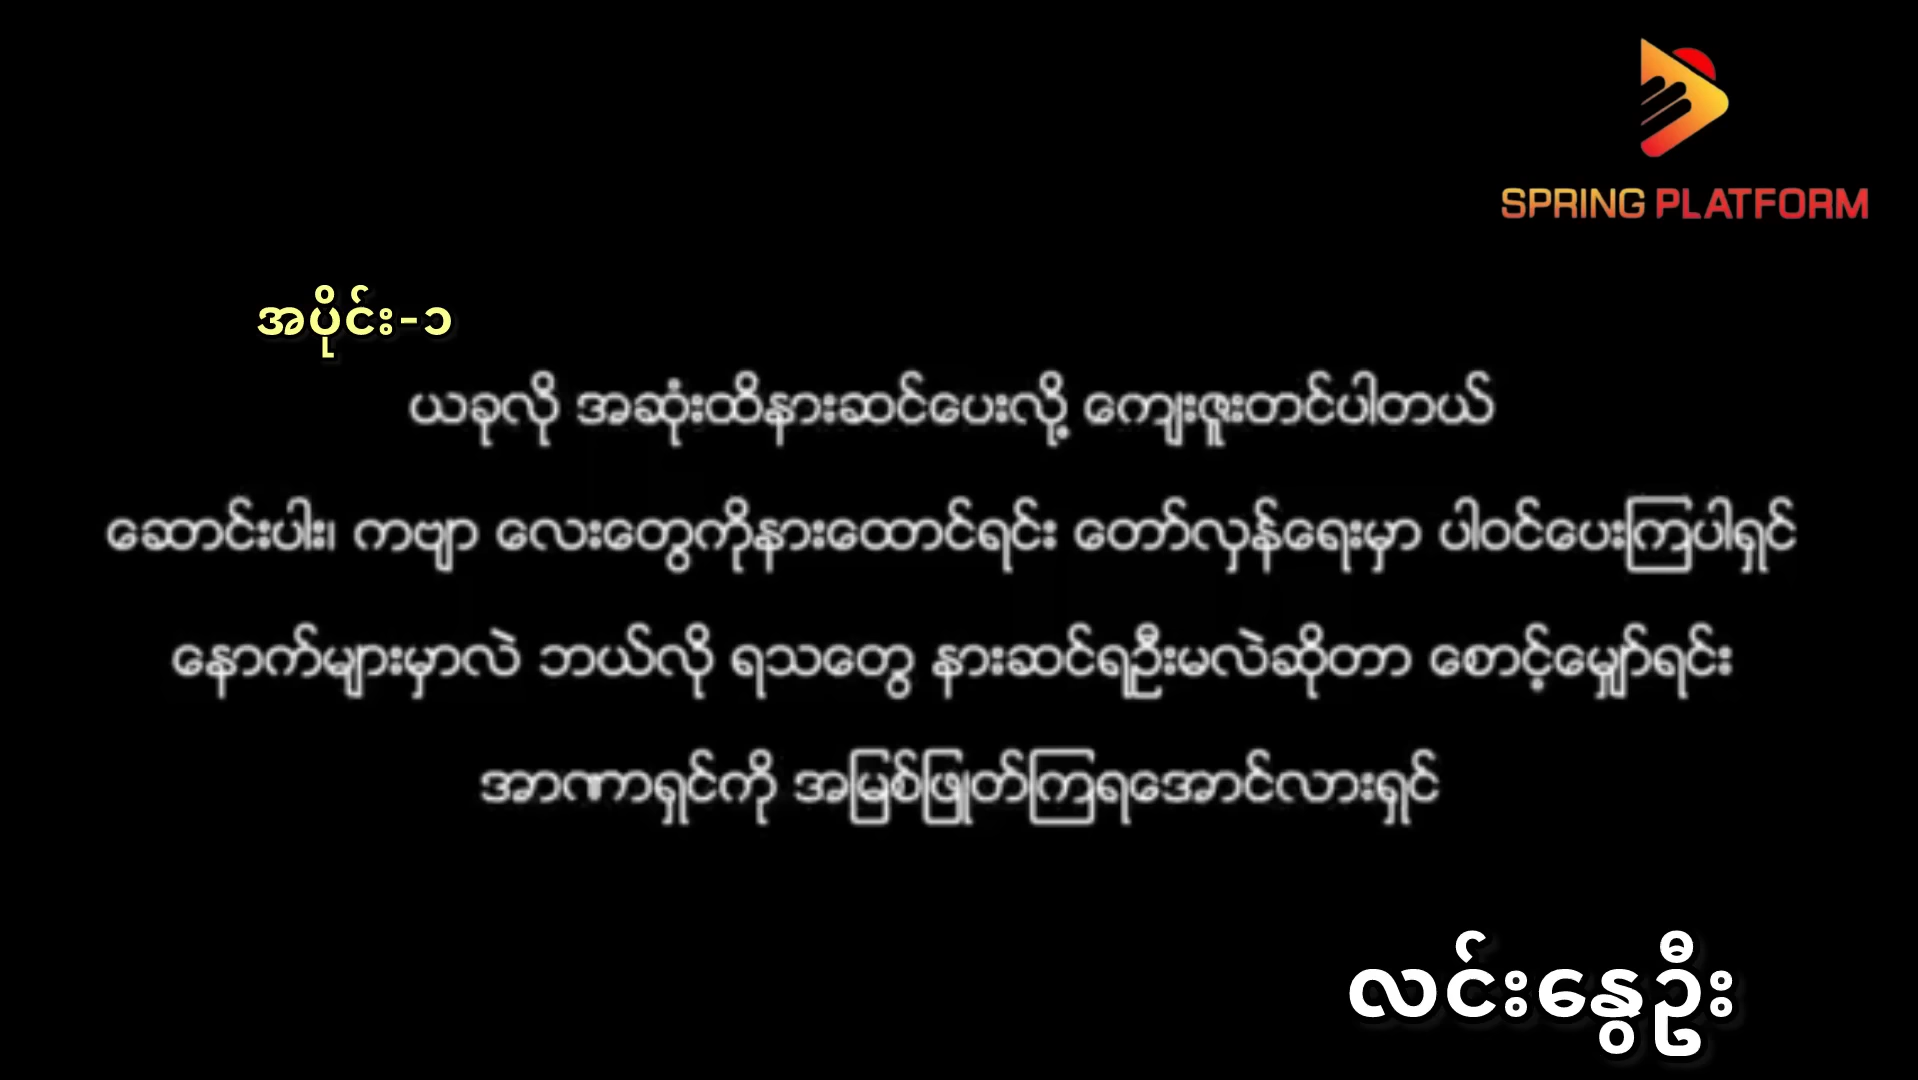 SPRING PLATFORM
အပိုင်း-၁
ယခုလို အဆုံးထိနားဆင်ပေးလို့ ကျေးဇူးတင်ပါတယ်
ဆောင်းပါး၊ ကဗျာ လေးတွေကိုနားထောင်ရင်း တော်လှန်ရေးမှာ ပါဝင်ပေးကြပါရှင်
နောက်များမှာလဲ ဘယ်လို ရသတွေ နားဆင်ရဦးမလဲဆိုတာ စောင့်မျှော်ရင်း
အာဏာရှင်ကို အမြစ်ဖြုတ်ကြရအောင်လားရှင်
လင်းနွေဦး